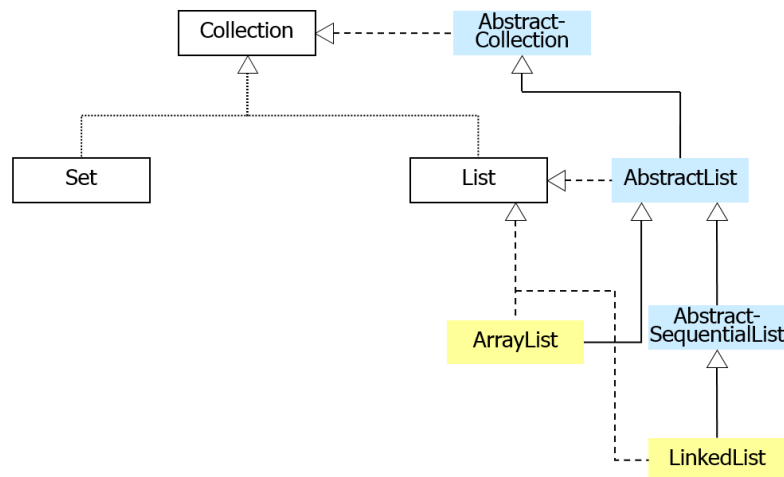 Collection
Abstract-
Collection
Set
List
AbstractList
Abstract-
SequentialList
ArrayList
LinkedList